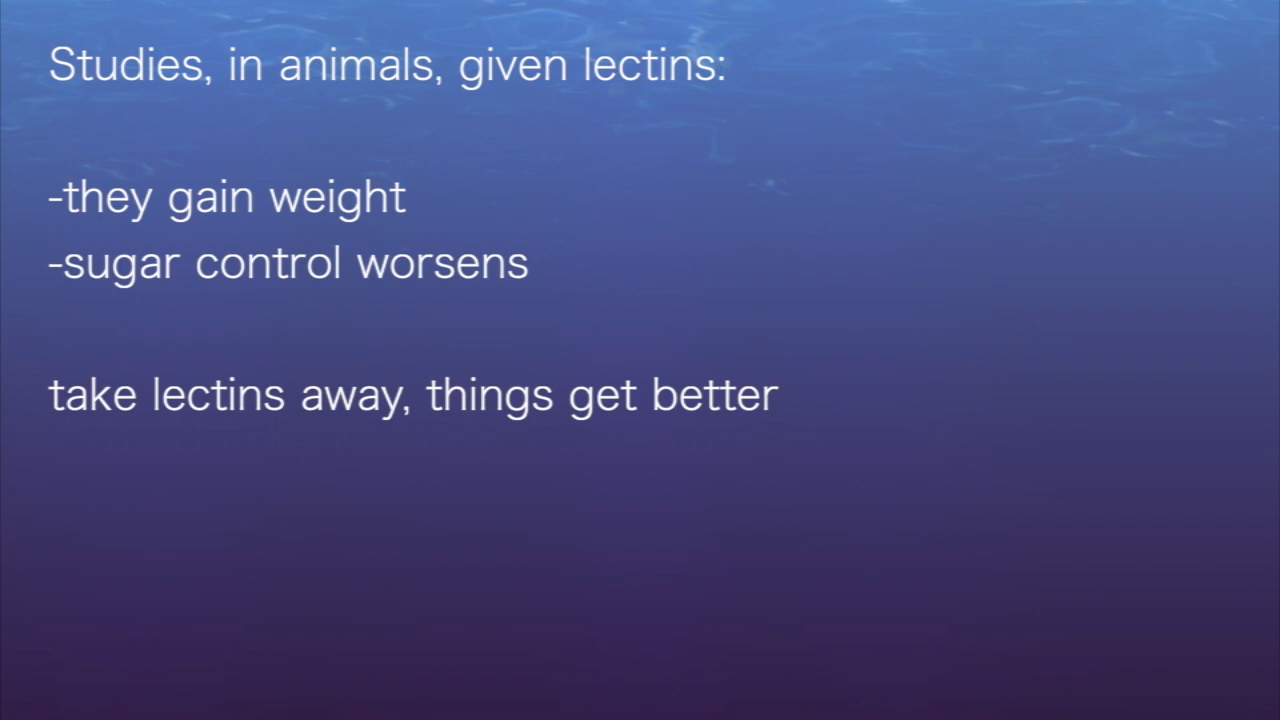 Studies, in animals, given lectins:
-they gain weight
-sugar control worsens
take lectins away, things get better